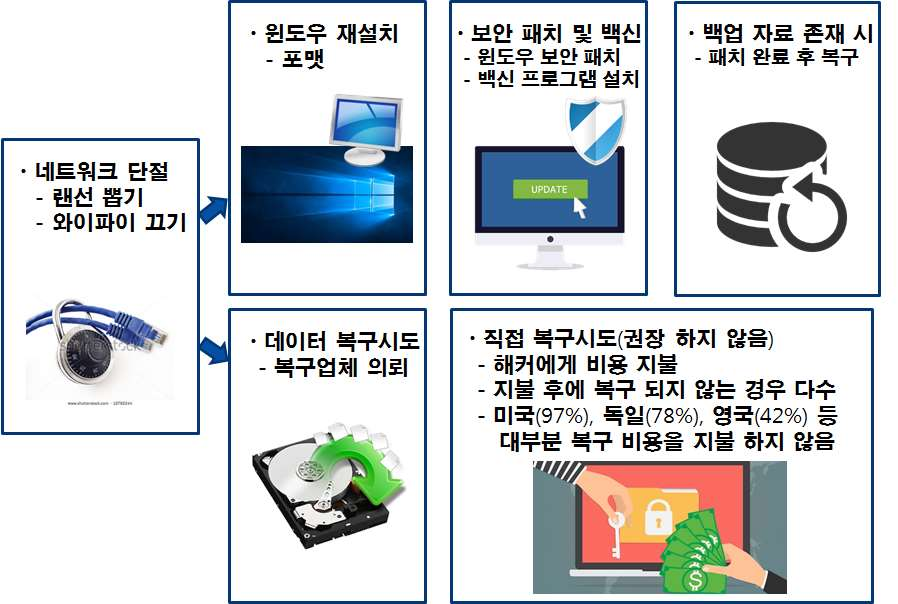 · 네트워크 단절
- 랜선 뽑기
- 와이파이 끄기
www.shutterstock.com
· 윈도우 재설치
- 포맷
· 보안 패치 및 백신
- 윈도우 보안 패치
- 백신 프로그램 설치
UPDATE
· 백업 자료 존재 시
- 패치 완료 후 복구
· 데이터 복구시도
- 복구업체 의뢰
· 직접 복구시도(권장 하지 않음)
- 해커에게 비용 지불
- 지불 후에 복구 되지 않는 경우 다수
- 미국(97%), 독일(78%), 영국(42%) 등
대부분 복구 비용을 지불 하지 않음
$